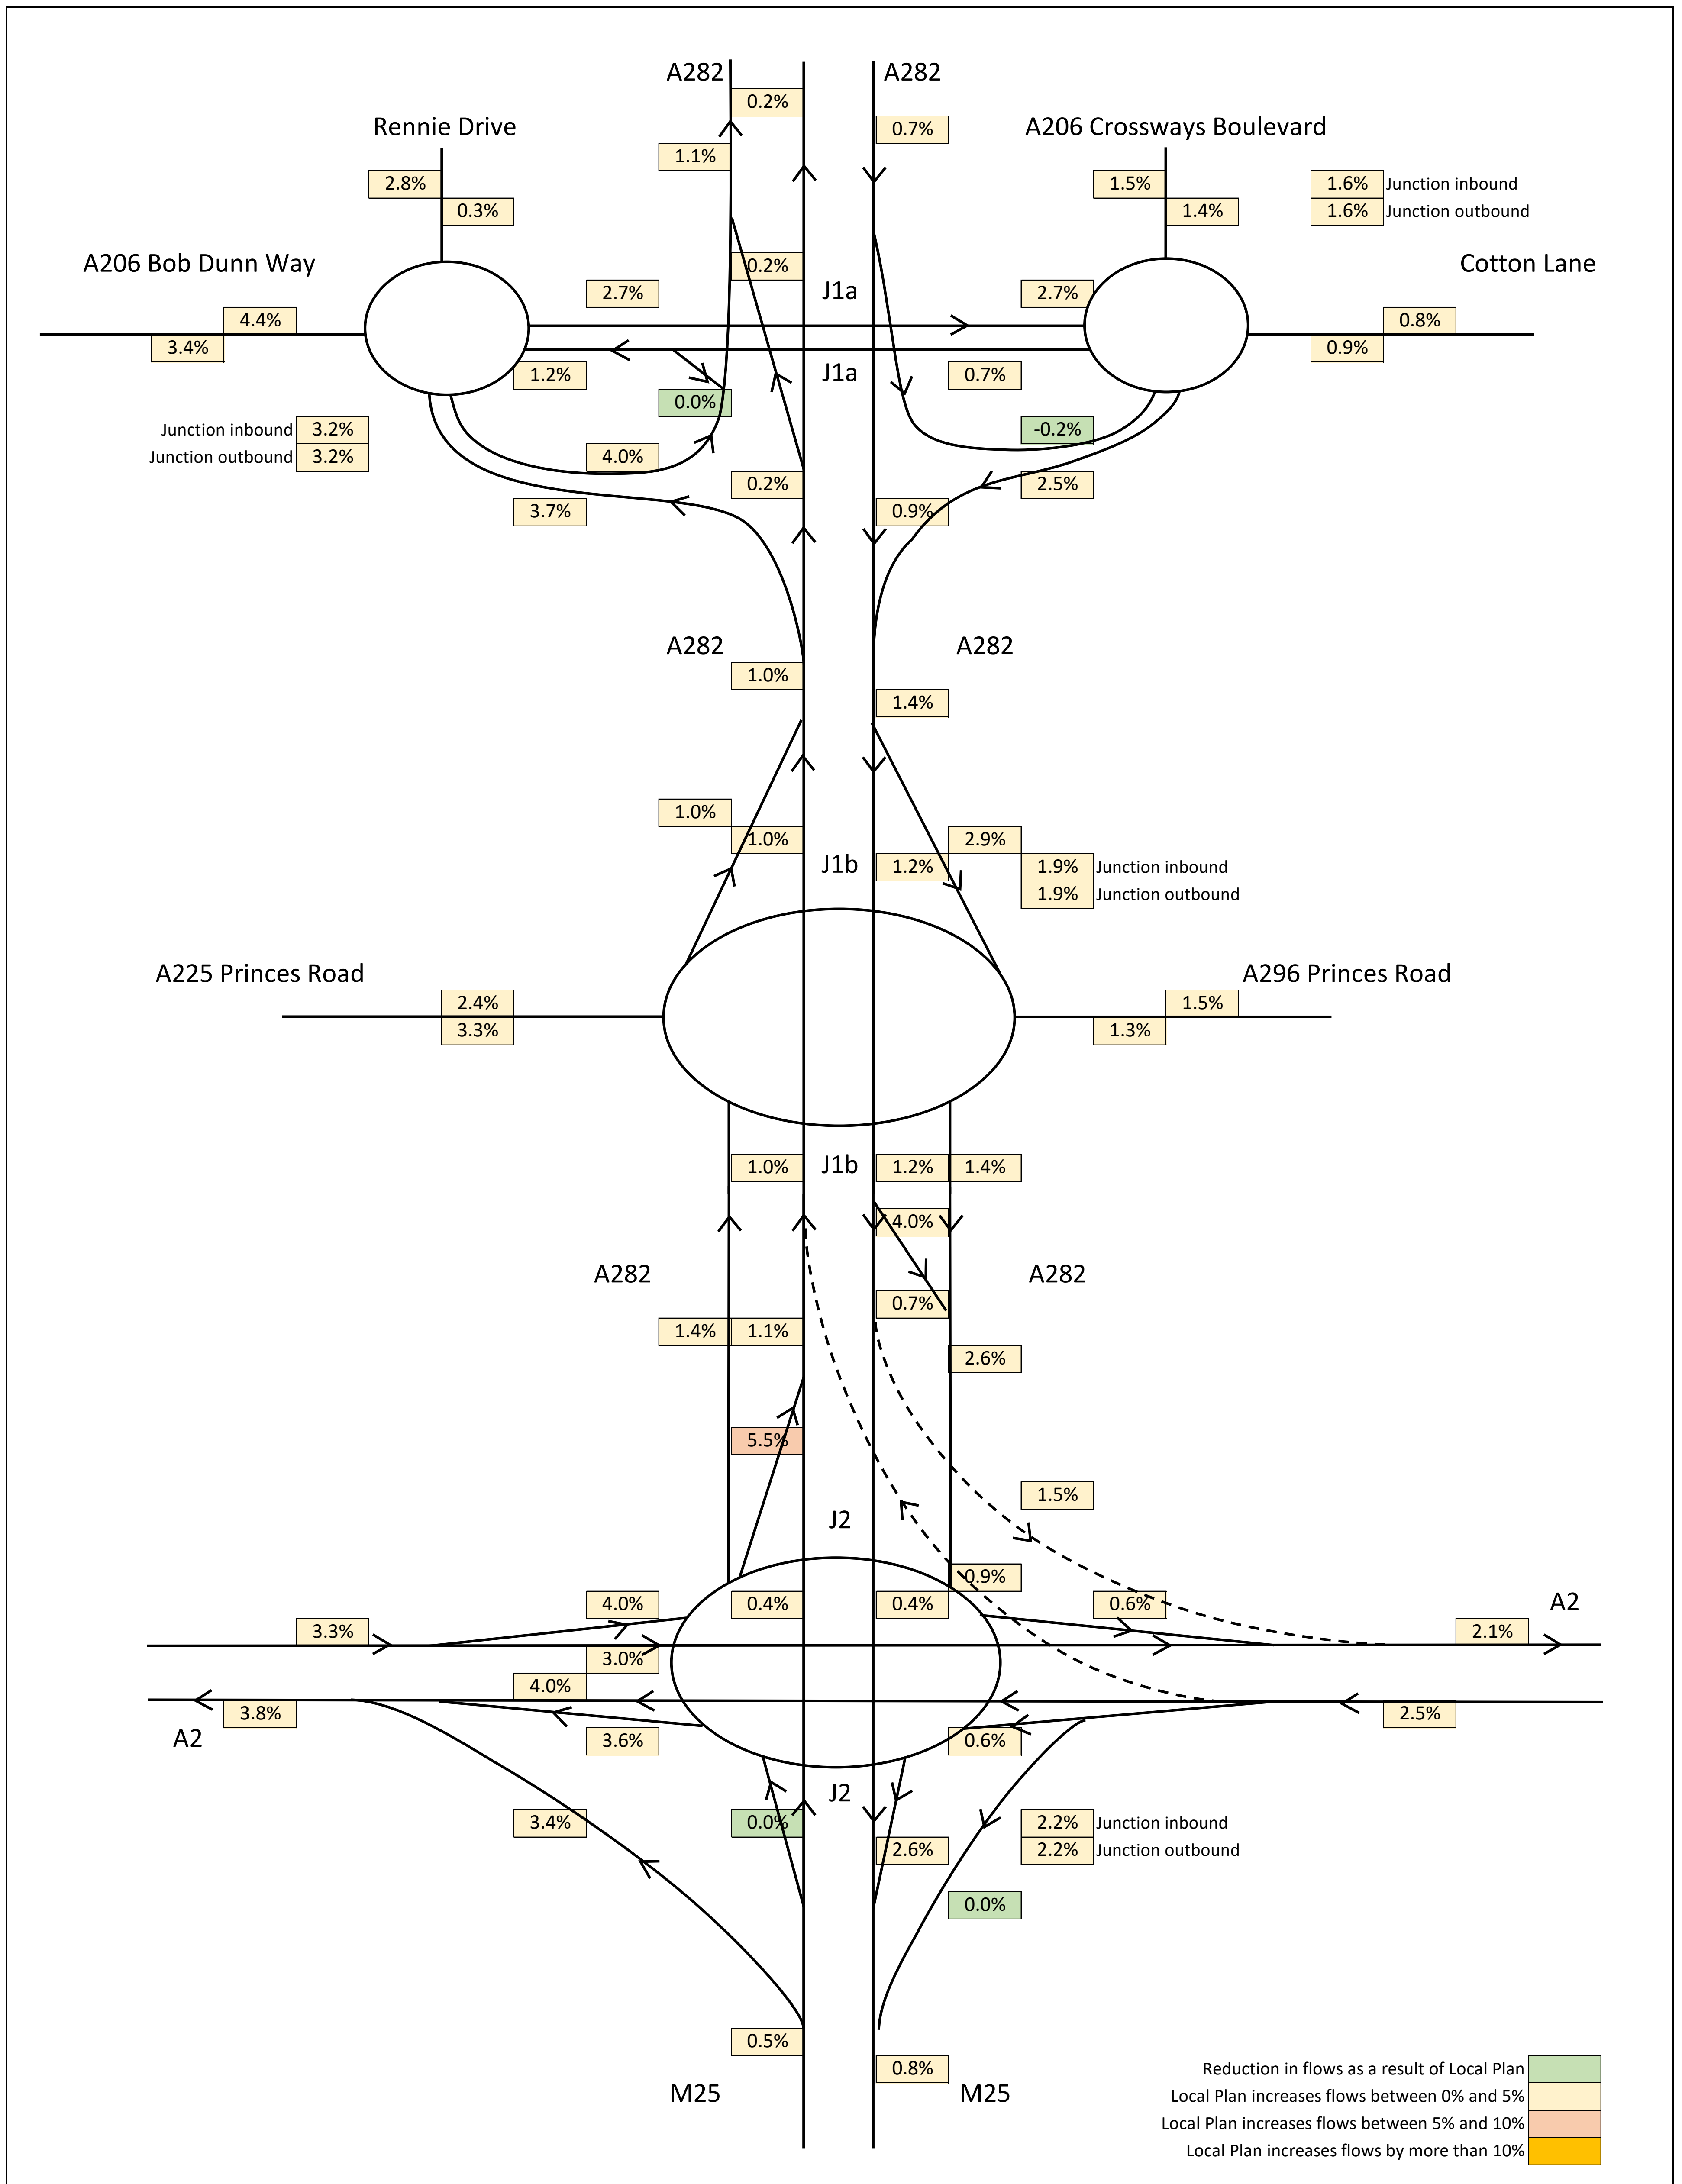 A282 A282
0.2%
Rennie Drive 0.7% A206 Crossways Boulevard
1.1%
2.8% 1.5% 1.6% Junction inbound
0.3% 1.4% 1.6% Junction outbound
A206 Bob Dunn Way 0.2% Cotton Lane
2.7% J1a 2.7%
4.4% 0.8%
3.4% 0.9%
1.2% J1a 0.7%
0.0%
Junction inbound 3.2% -0.2%
Junction outbound 3.2% 4.0%
0.2% 2.5%
3.7% 0.9%
A282 A282
1.0%
1.4%
1.0%
1.0% 2.9%
J1b 1.2% 1.9% Junction inbound
1.9% Junction outbound
A225 Princes Road A296 Princes Road
2.4% 1.5%
3.3% 1.3%
1.0% J1b 1.2% 1.4%
4.0%
A282 A282
0.7%
1.4% 1.1%
2.6%
5.5%
1.5%
J2
0.9%
4.0% 0.4% 0.4% 0.6% A2
3.3% 2.1%
3.0%
4.0%
3.8% 2.5%
A2 3.6% 0.6%
J2
3.4% 0.0% 2.2% Junction inbound
2.6% 2.2% Junction outbound
0.0%
0.5%
0.8% Reduction in flows as a result of Local Plan
M25 M25 Local Plan increases flows between 0% and 5%
Local Plan increases flows between 5% and 10%
Local Plan increases flows by more than 10%